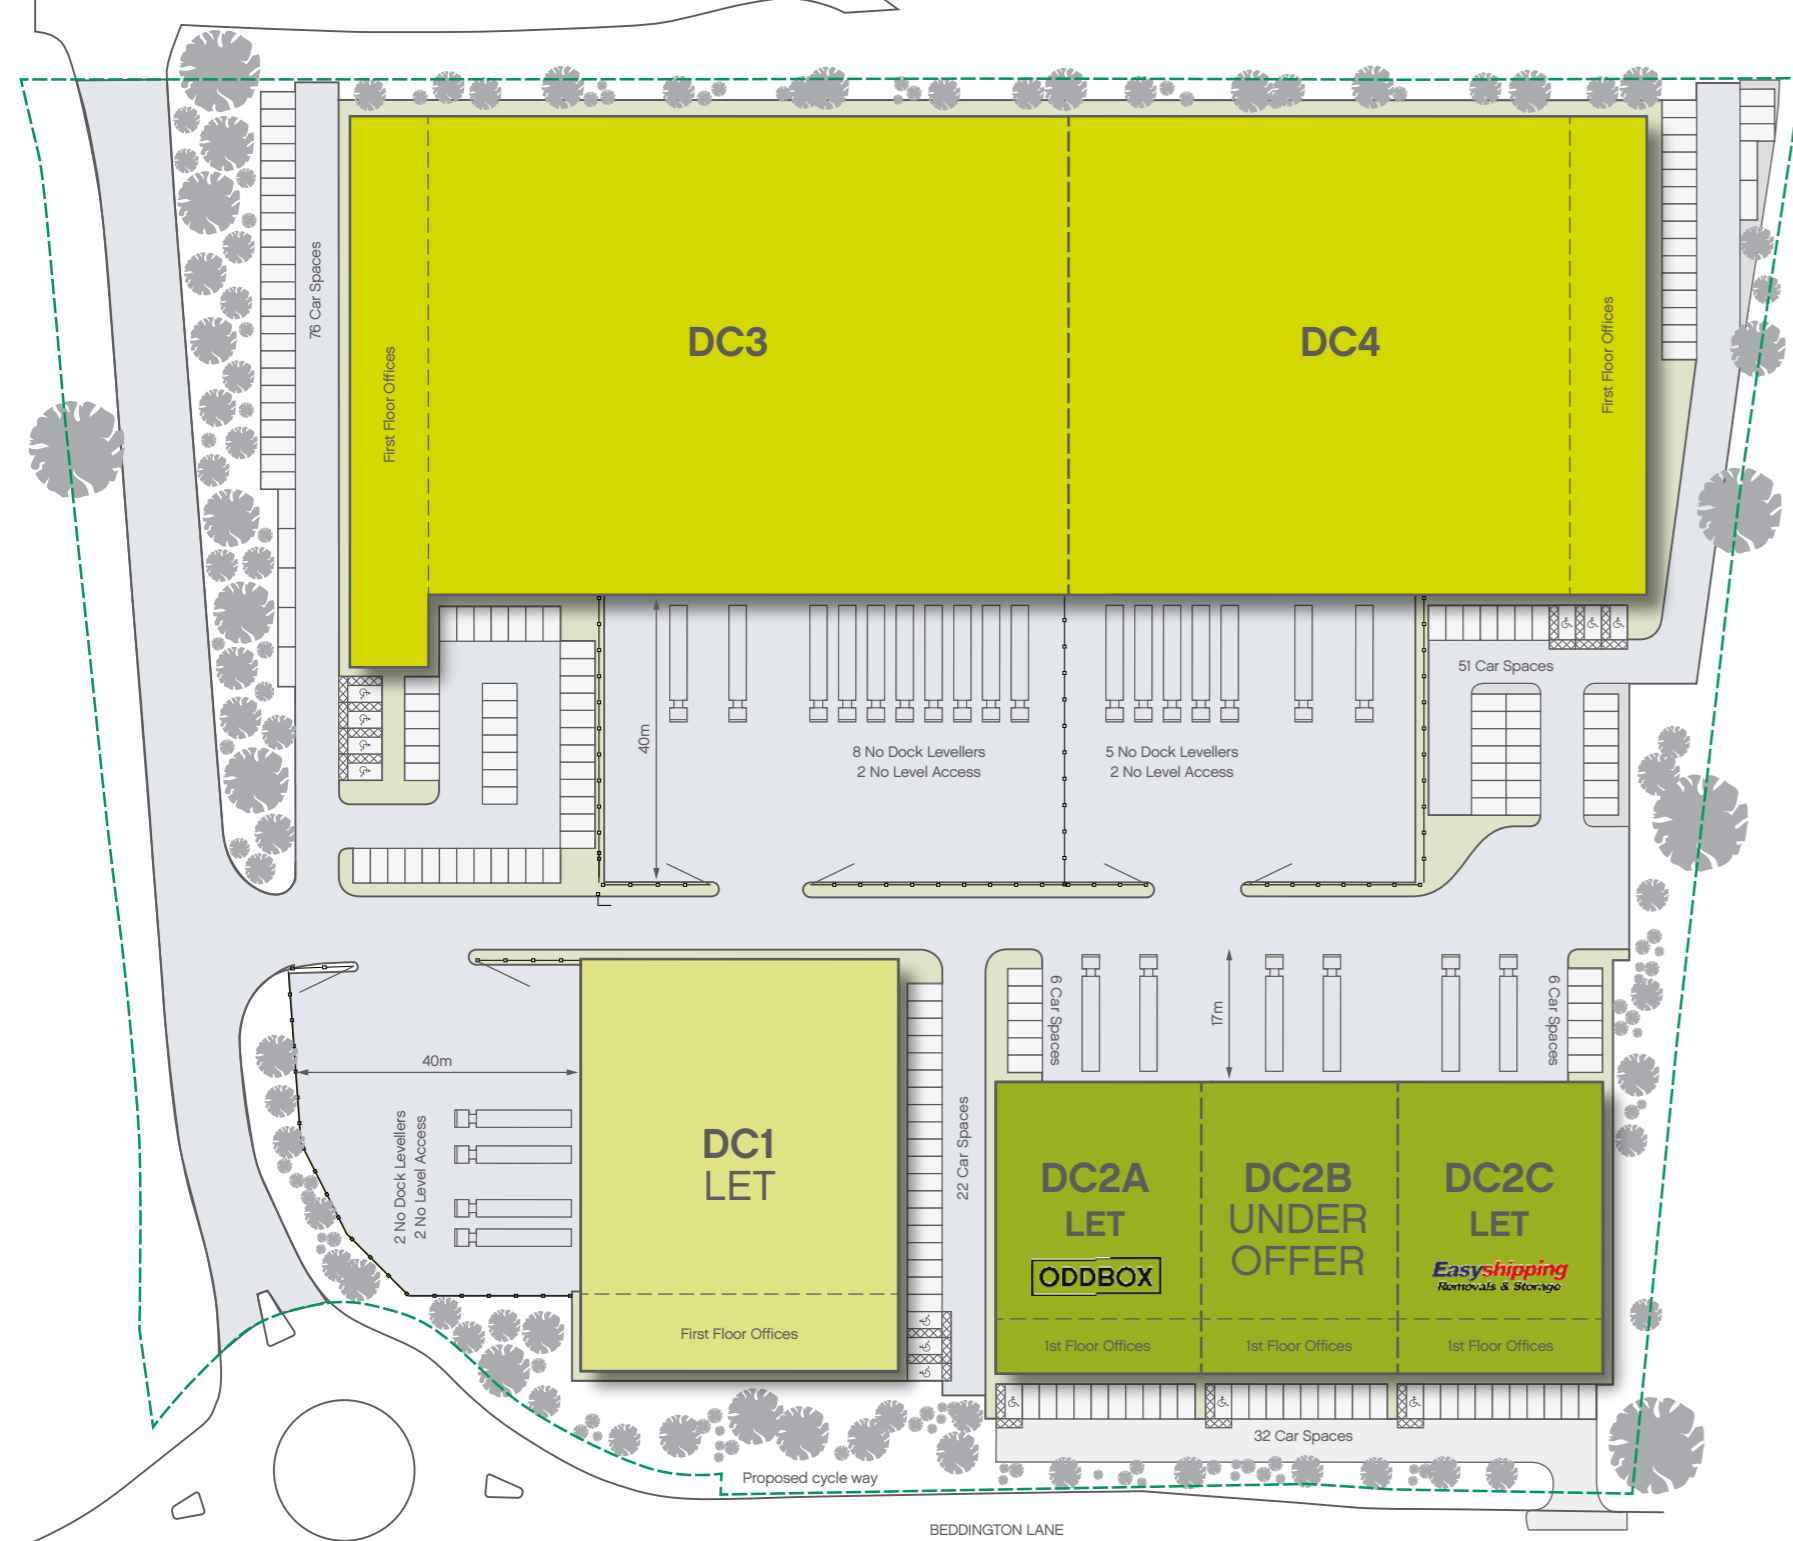 76 Car Spaces
First Floor Offices
DC3
DC4
First Floor Offices
51 Car Spaces
40m
8 No Dock Levellers
2 No Level Access
5 No Dock Levellers
2 No Level Access
40m
2 No Dock Levellers
2 No Level Access
DC1
LET
First Floor Offices
22 Car Spaces
6 Car Spaces
17m
6 Car Spaces
DC2A
LET
ODDBOX
1st Floor Offices
DC2B
UNDER
OFFER
1st Floor Offices
DC2C
LET
Easyshipping
Removals & Storage
1st Floor Offices
32 Car Spaces
Proposed cycle way
BEDDINGTON LANE